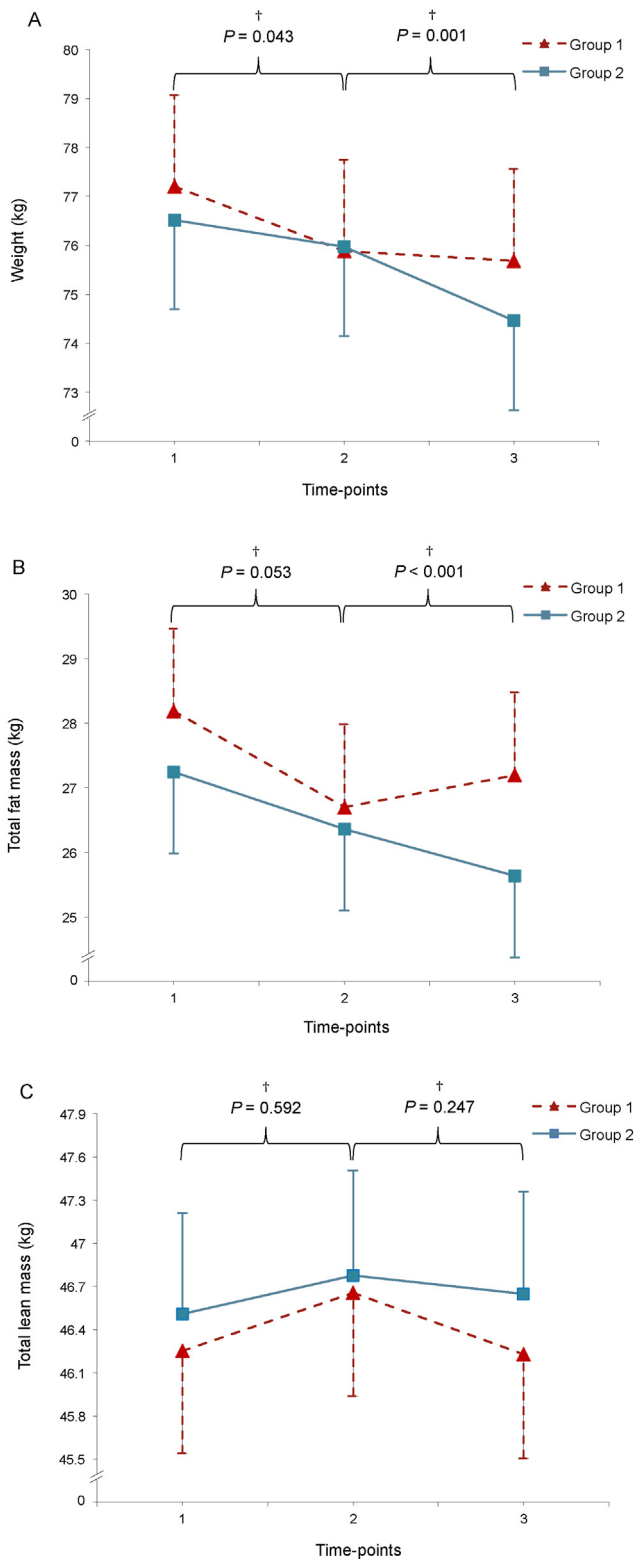 A
†
†
P = 0.043
P = 0.001
Group 1
Group 2
80
79
78
77
76
75
74
73
0
Weight (kg)
1
2
3
Time-points
B
†
†
P = 0.053
P < 0.001
Group 1
Group 2
30
29
28
27
26
25
0
Total fat mass (kg)
1
2
3
Time-points
C
†
†
P = 0.592
P = 0.247
Group 1
Group 2
47.9
47.6
47.3
47
46.7
46.4
46.1
45.8
45.5
0
Total lean mass (kg)
1
2
3
Time-points